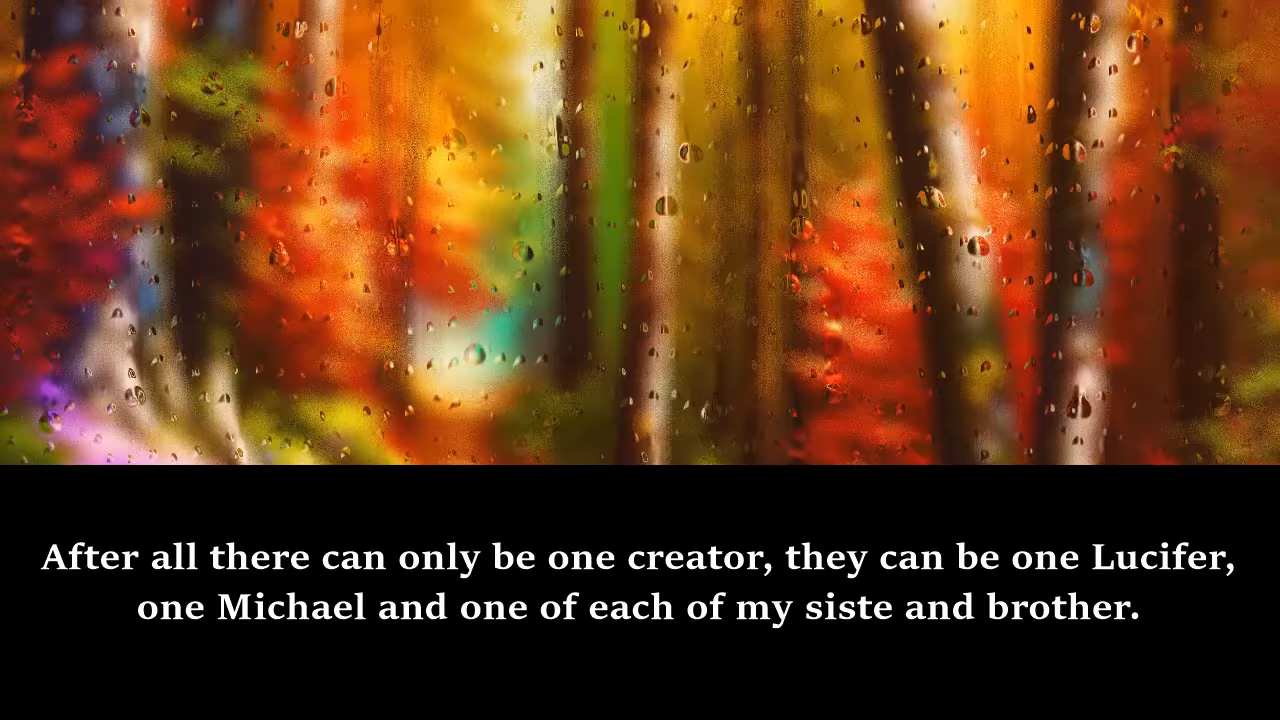 After all there can only be one creator, they can be one Lucifer,
one Michael and one of each of my siste and brother.